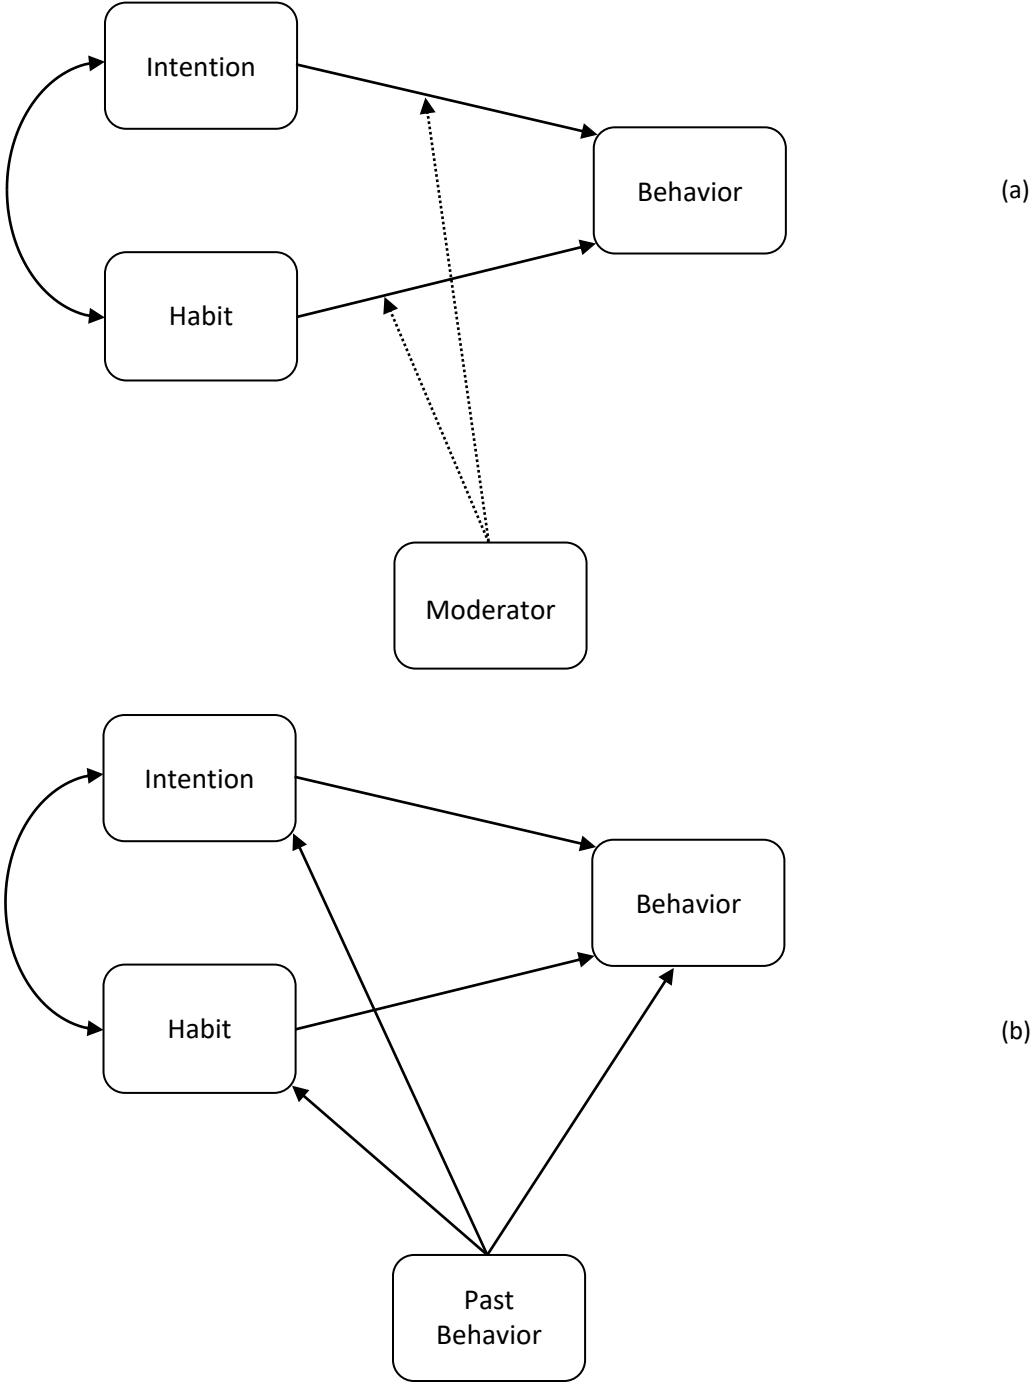 Intention
Behavior
(a)
Habit
Moderator
Intention
Behavior
Habit
(b)
Past
Behavior